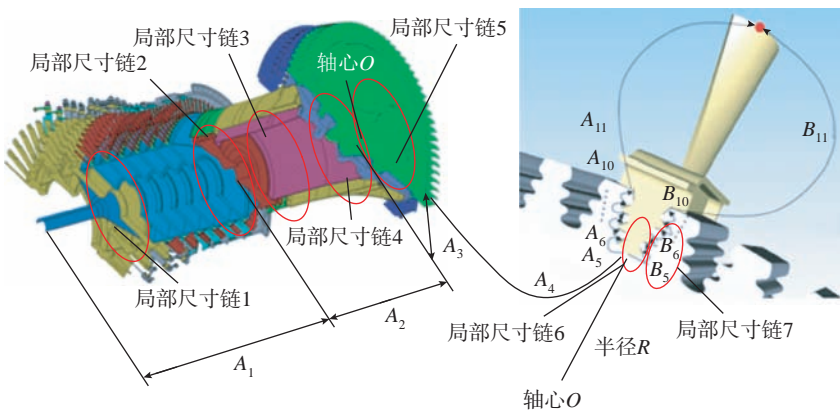 局部尺寸链3
局部尺寸链5
局部尺寸链2
轴心O
A₁₁
B₁₁
A₁₀
B₁₀
A₆
B₆
A₅
B₅
局部尺寸链4
A₃
A₄
局部尺寸链1
A₂
局部尺寸链6
局部尺寸链7
A₁
半径R
轴心O